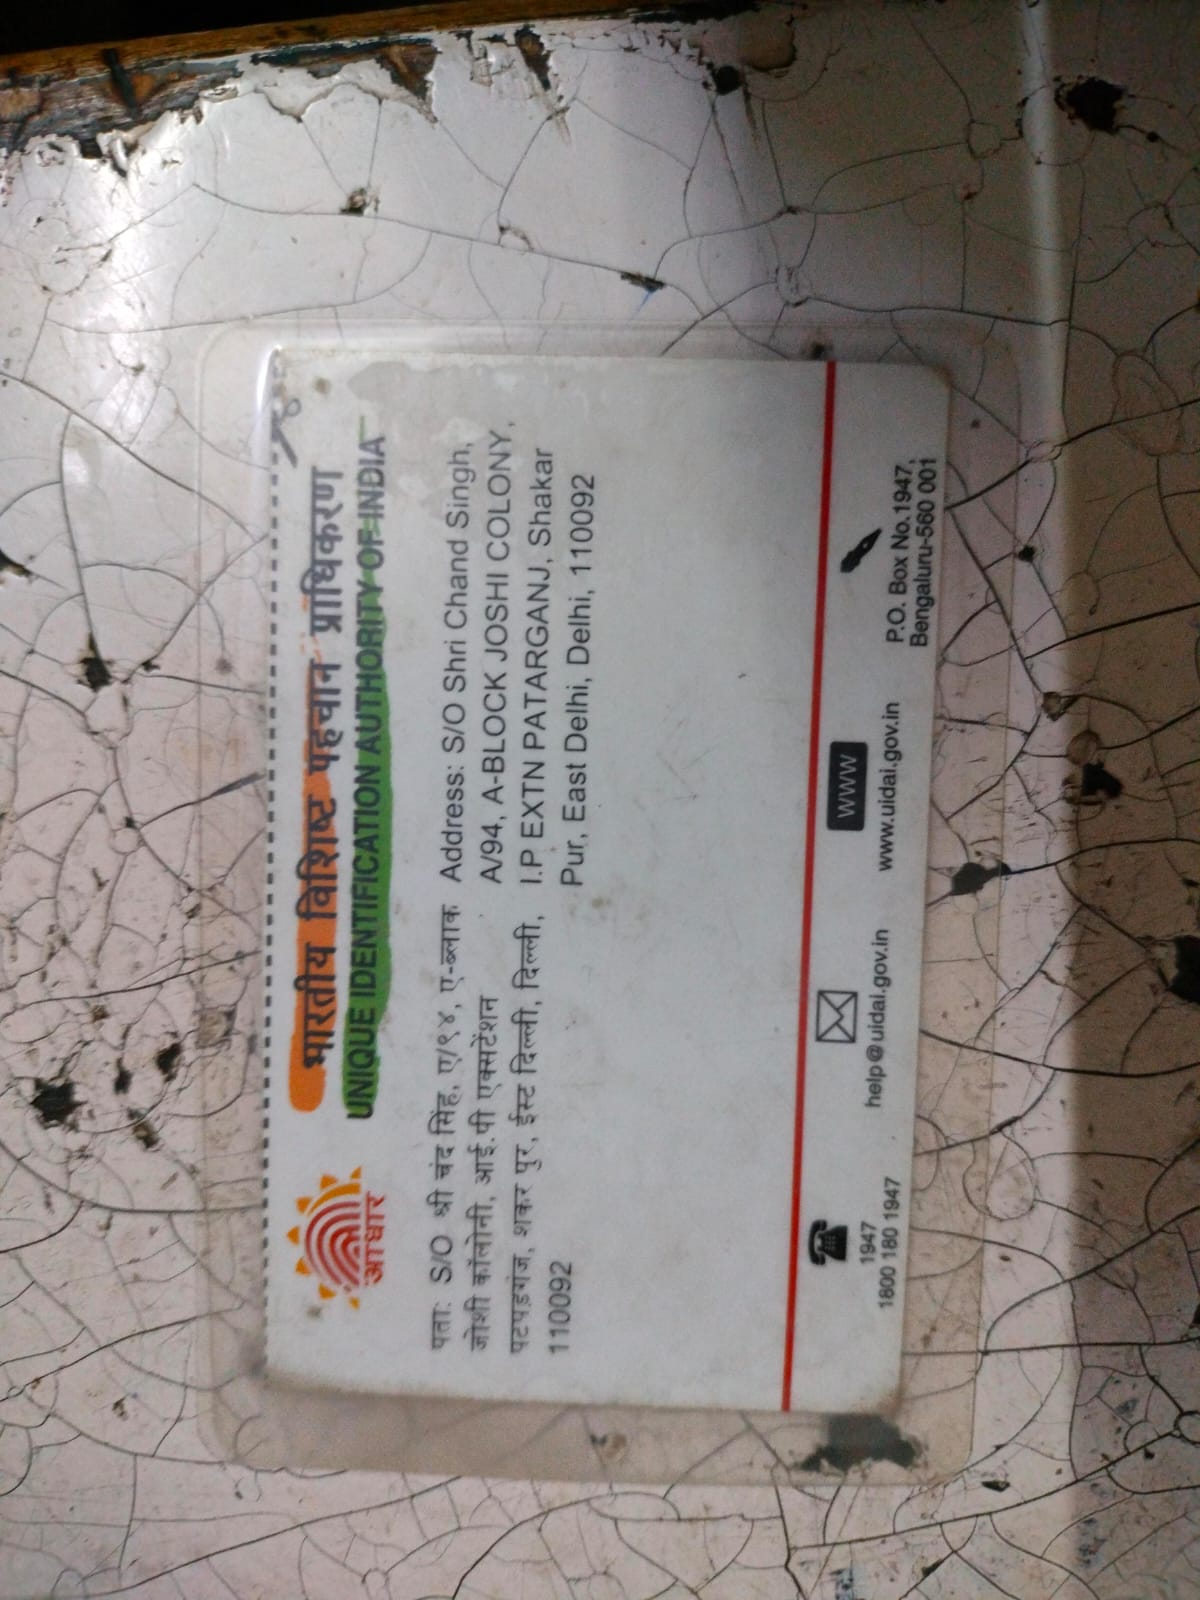 भारतीय विशिष्ट पहचान प्राधिकरण
UNIQUE IDENTIFICATION AUTHORITY OF INDIA
आधार
पता: S/O श्री चंद सिंह, ए/९४, ए-ब्लाक
जोशी कॉलोनी, आई.पी एक्सटेंशन
पटपड़गंज, शकर पुर, ईस्ट दिल्ली, दिल्ली,
110092
Address: S/O Shri Chand Singh,
A/94, A-BLOCK JOSHI COLONY,
I.P EXTN PATARGANJ, Shakar
Pur, East Delhi, Delhi, 110092
1947
1800 180 1947
help@uidai.gov.in
WWW
www.uidai.gov.in
P.O. Box No.1947,
Bengaluru-560 001